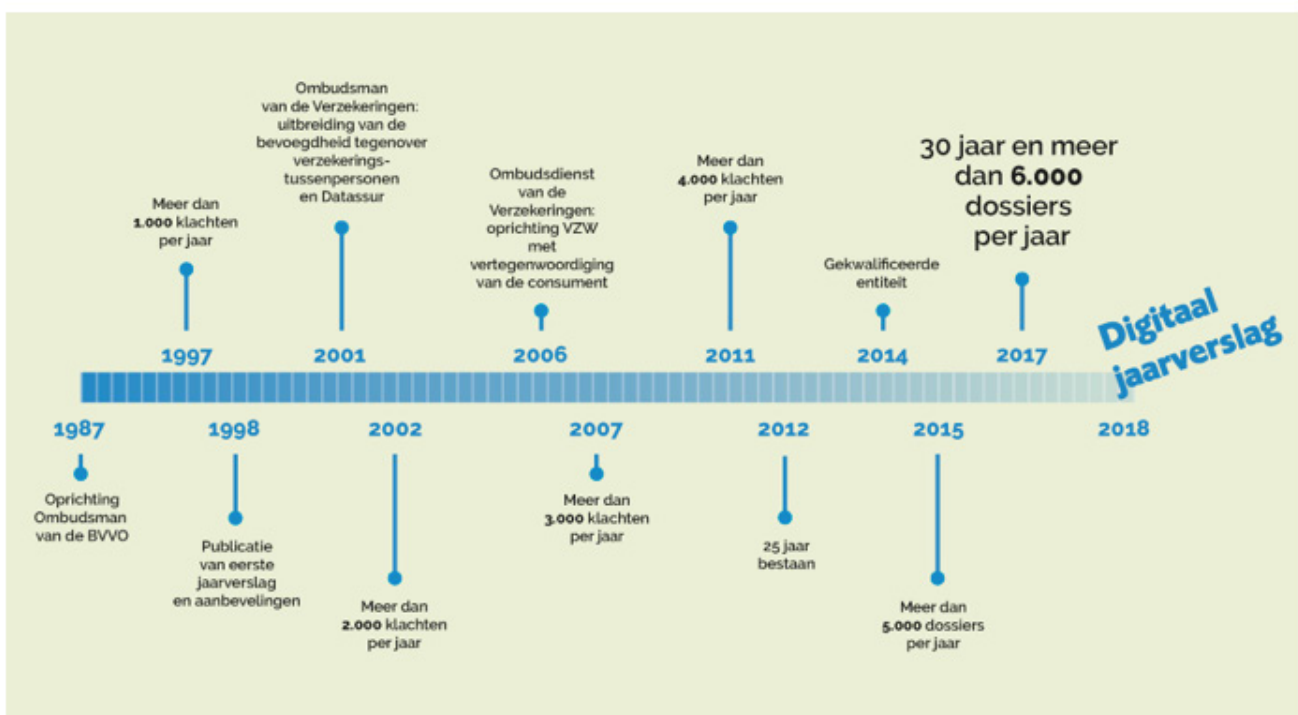 Ombudsman
van de Verzekeringen:
uitbreiding van de
bevoegdheid tegenover
verzekerings-
tussenpersonen
en Datassur
30 jaar en meer
dan 6.000
dossiers
per jaar
Meer dan
4.000 klachten
per jaar
Ombudsdienst
van de
Verzekeringen:
oprichting VZW
met
vertegenwoordiging
van de consument
Meer dan
1.000 klachten
per jaar
Gekwalificeerde
entiteit
Digitaal
jaarverslag
1997
2001
2006
2011
2014
2017
1987
1998
2002
2007
2012
2015
2018
Oprichting
Ombudsman
van de BVVO
Publicatie
van eerste
jaarverslag
en aanbevelingen
Meer dan
2.000 klachten
per jaar
Meer dan
3.000 klachten
per jaar
25 jaar
bestaan
Meer dan
5.000 dossiers
per jaar